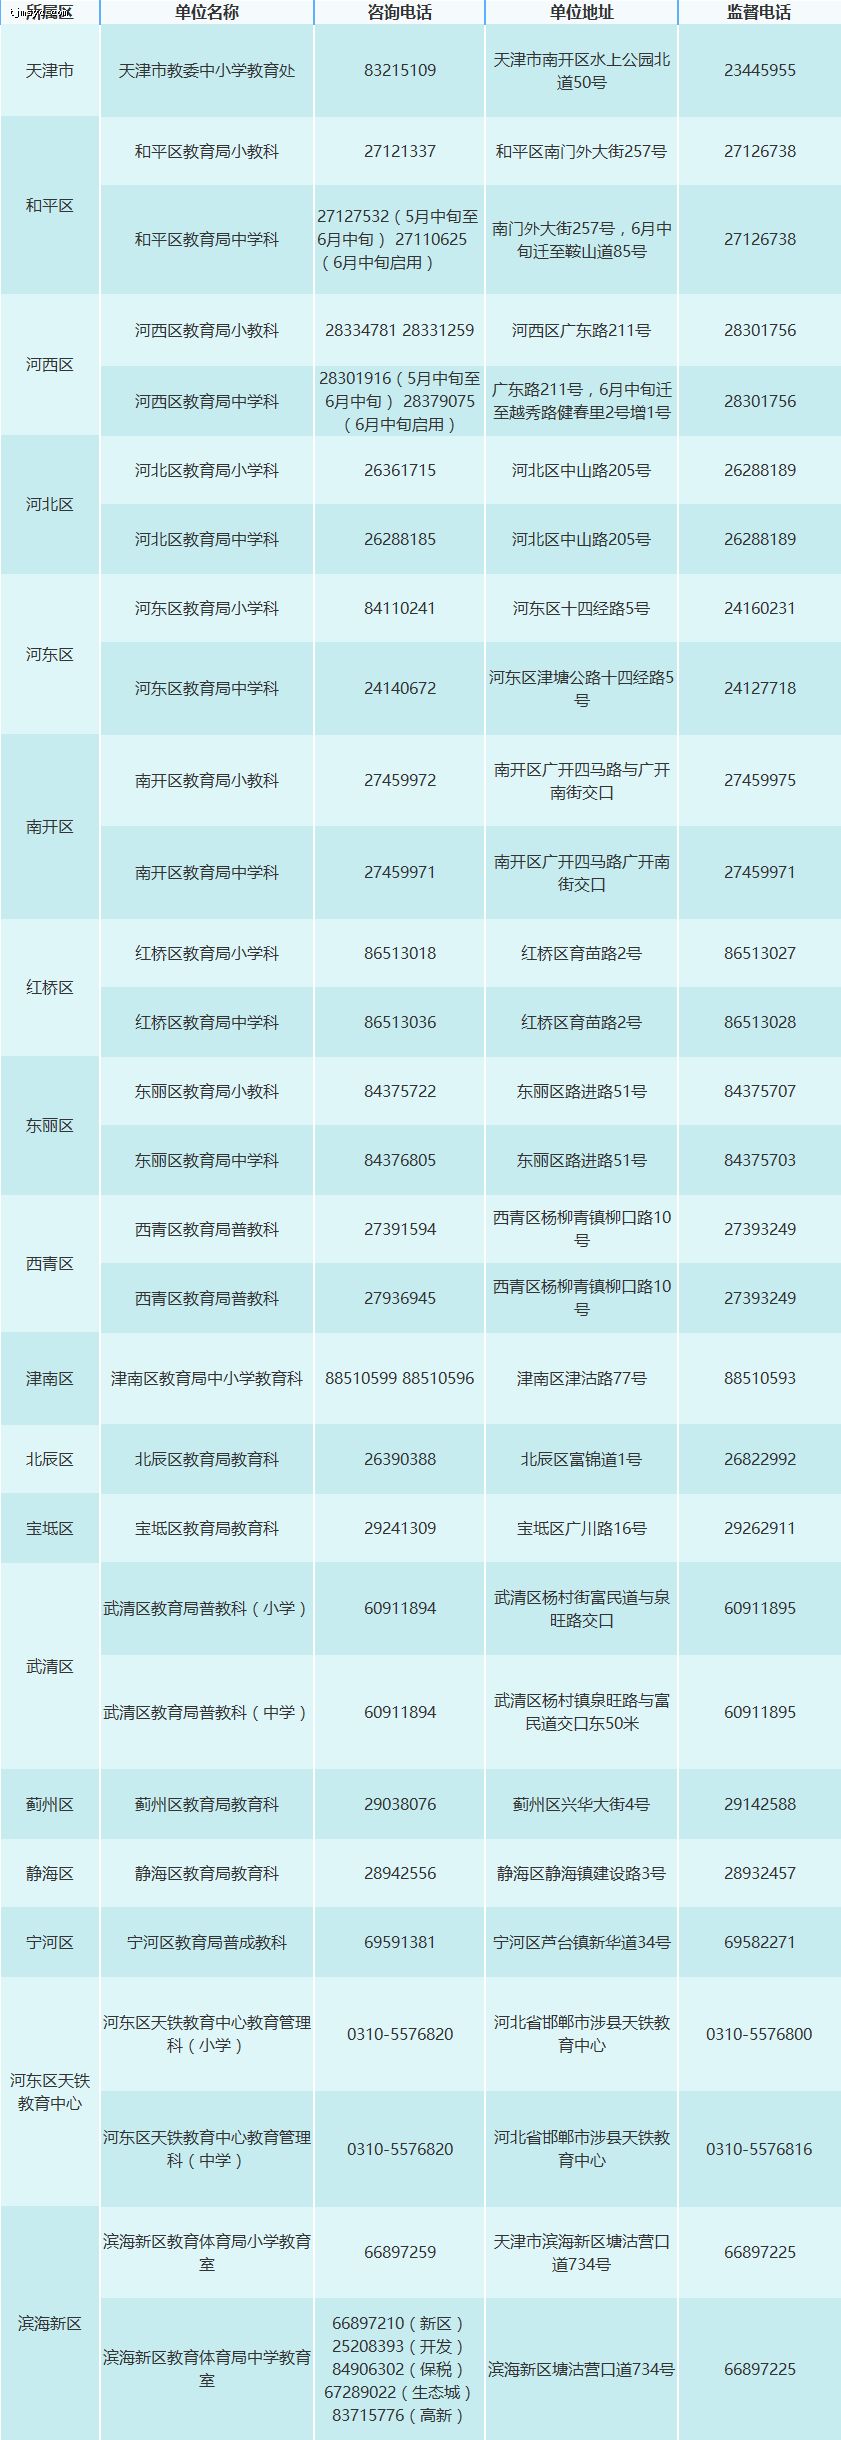 所属区 单位名称 咨询电话 单位地址 监督电话
天津市 天津市教委中小学教育处 83215109 天津市南开区水上公园北
道50号 23445955
和平区
和平区教育局小教科 27121337 和平区南门外大街257号 27126738
和平区教育局中学科 27127532（5月中旬至
6月中旬） 27110625
（6月中旬启用） 南门外大街257号，6月中
旬迁至鞍山道85号 27126738
河西区
河西区教育局小教科 28334781 28331259 河西区广东路211号 28301756
河西区教育局中学科 28301916（5月中旬至
6月中旬） 28379075
（6月中旬启用） 广东路211号，6月中旬迁
至越秀路健春里2号增1号 28301756
河北区
河北区教育局小学科 26361715 河北区中山路205号 26288189
河北区教育局中学科 26288185 河北区中山路205号 26288189
河东区
河东区教育局小学科 84110241 河东区十四经路5号 24160231
河东区教育局中学科 24140672 河东区津塘公路十四经路5
号 24127718
南开区
南开区教育局小教科 27459972 南开区广开四马路与广开
南街交口 27459975
南开区教育局中学科 27459971 南开区广开四马路广开南
街交口 27459971
红桥区
红桥区教育局小学科 86513018 红桥区育苗路2号 86513027
红桥区教育局中学科 86513036 红桥区育苗路2号 86513028
东丽区
东丽区教育局小教科 84375722 东丽区路进路51号 84375707
东丽区教育局中学科 84376805 东丽区路进路51号 84375703
西青区
西青区教育局普教科 27391594 西青区杨柳青镇柳口路10
号 27393249
西青区教育局普教科 27936945 西青区杨柳青镇柳口路10
号 27393249
津南区 津南区教育局中小学教育科 88510599 88510596 津南区津沽路77号 88510593
北辰区 北辰区教育局教育科 26390388 北辰区富锦道1号 26822992
宝坻区 宝坻区教育局教育科 29241309 宝坻区广川路16号 29262911
武清区
武清区教育局普教科（小学） 60911894 武清区杨村街富民道与泉
旺路交口 60911895
武清区教育局普教科（中学） 60911894 武清区杨村镇泉旺路与富
民道交口东50米 60911895
蓟州区 蓟州区教育局教育科 29038076 蓟州区兴华大街4号 29142588
静海区 静海区教育局教育科 28942556 静海区静海镇建设路3号 28932457
宁河区 宁河区教育局普成教科 69591381 宁河区芦台镇新华道34号 69582271
河东区天铁
教育中心
河东区天铁教育中心教育管理
科（小学） 0310-5576820 河北省邯郸市涉县天铁教
育中心 0310-5576800
河东区天铁教育中心教育管理
科（中学） 0310-5576820 河北省邯郸市涉县天铁教
育中心 0310-5576816
滨海新区
滨海新区教育体育局小学教育
室 66897259 天津市滨海新区塘沽营口
道734号 66897225
滨海新区教育体育局中学教育
室 66897210（新区）
25208393（开发）
84906302（保税）
67289022（生态城）
83715776（高新） 滨海新区塘沽营口道734号 66897225